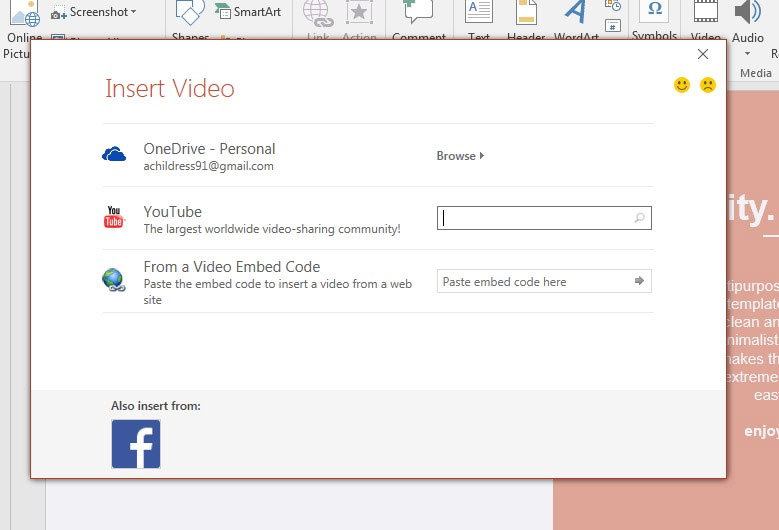 Screenshot
SmartArt
Online
Pictu
Shapes
Link
Action
Comment
Text
Header
WordArt
Symbols
Video
Audio
Media
Insert Video
OneDrive - Personal
achildress91@gmail.com
Browse
You
Tube
YouTube
The largest worldwide video-sharing community!
From a Video Embed Code
Paste the embed code to insert a video from a web
site
Paste embed code here
Also insert from:
f
ity.
tipurpos
template
clean an
nimalist
nakes th
extreme
eas
enjoy